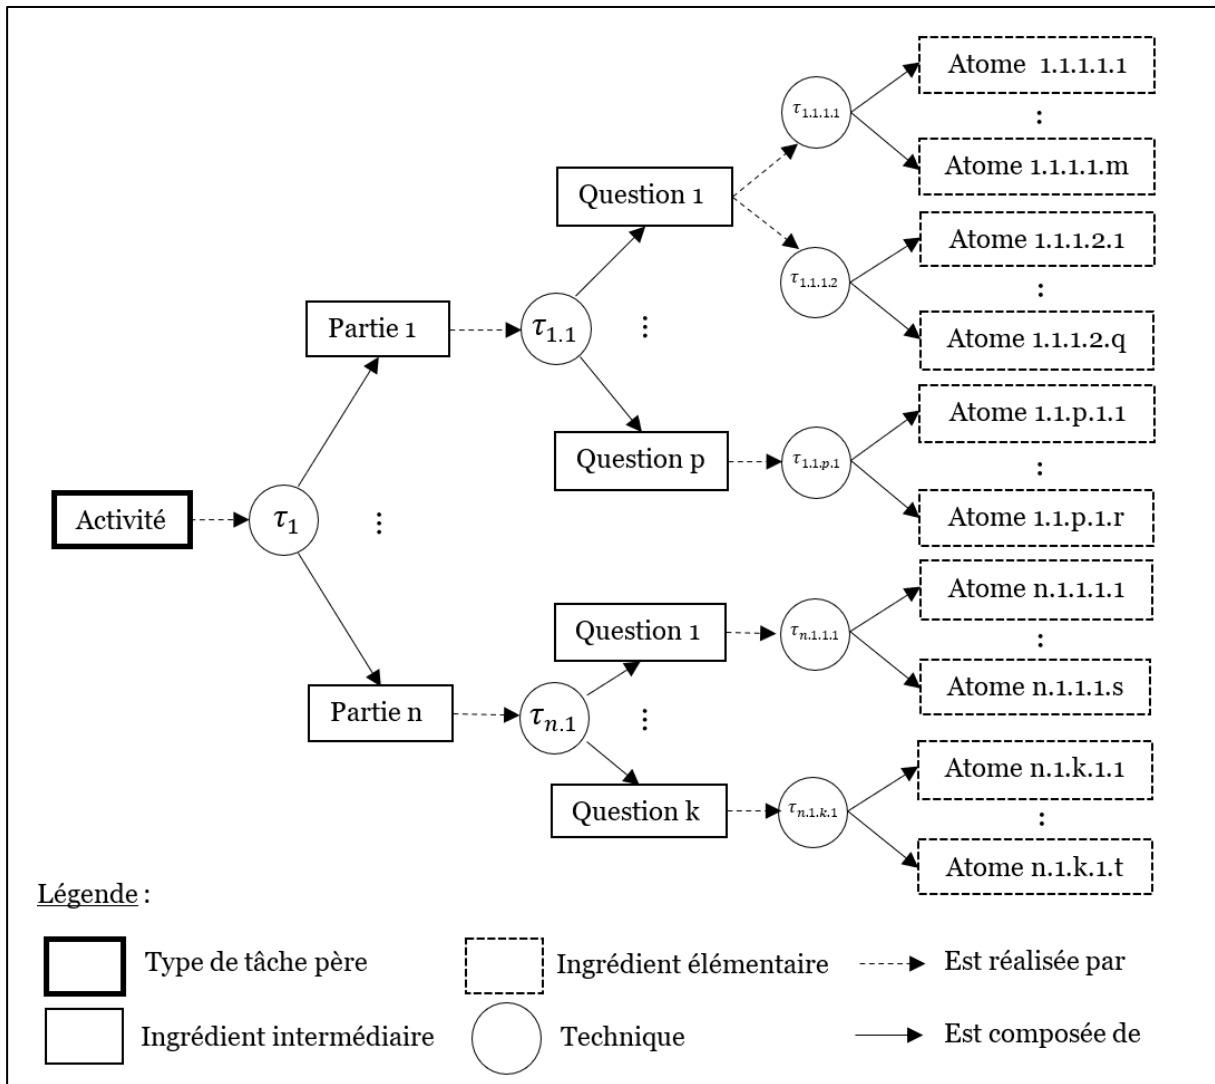 Atome 1.1.1.1.1
τ1.1.1.1
:
Atome 1.1.1.1.m
Question 1
Atome 1.1.1.2.1
τ1.1.1.2
:
Atome 1.1.1.2.q
Partie 1
τ1.1
⋮
Atome 1.1.p.1.1
Question p
τ1.1.p.1
:
Atome 1.1.p.1.r
Activité
τ1
⋮
Atome n.1.1.1.1
Question 1
τn.1.1.1
:
Atome n.1.1.1.s
Partie n
τn.1
⋮
Atome n.1.k.1.1
Question k
τn.1.k.1
:
Atome n.1.k.1.t
Légende :
Type de tâche père
Ingrédient élémentaire
Est réalisée par
Ingrédient intermédiaire
Technique
Est composée de